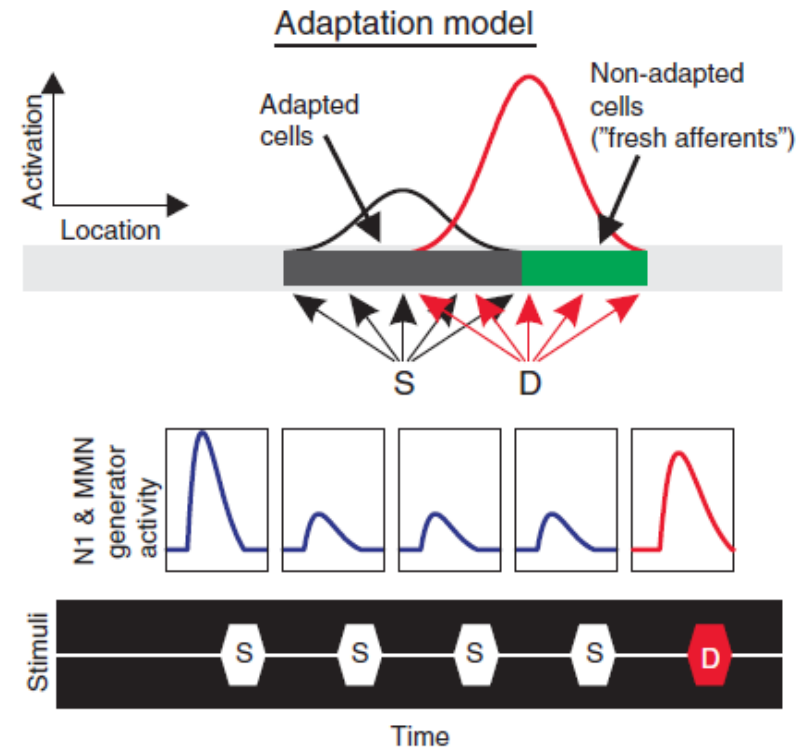 Adaptation model
Activation
Location
Adapted
cells
Non-adapted
cells
("fresh afferents")
S
D
N1 & MMN
generator
activity
Stimuli
S
S
S
S
D
Time